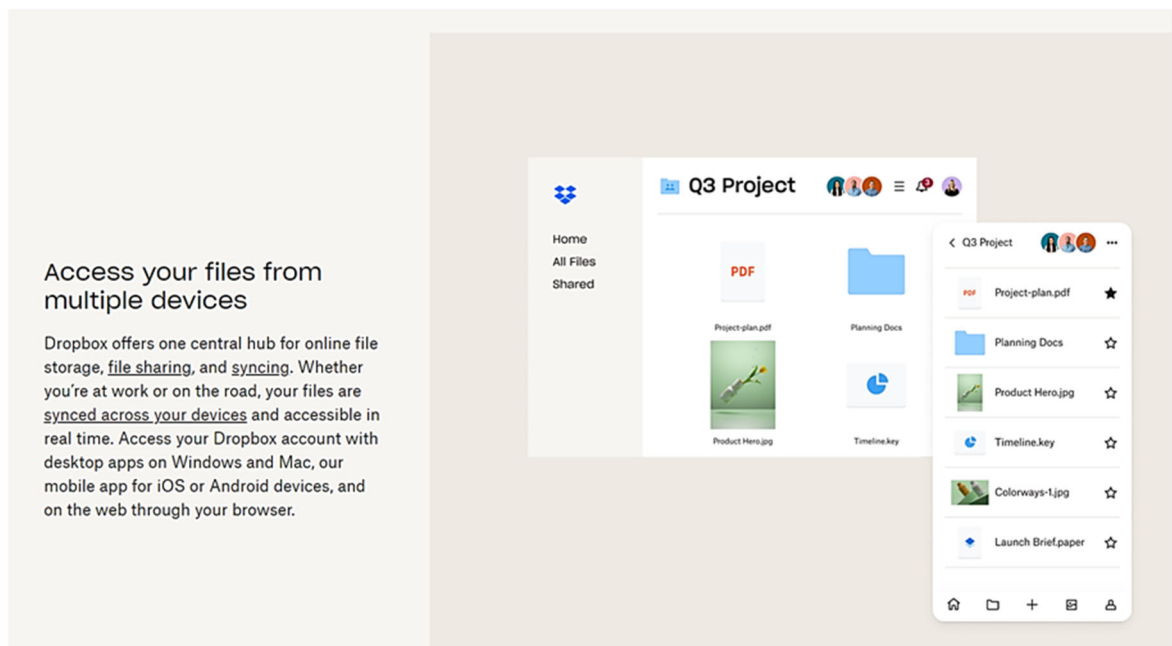 Access your files from
multiple devices
Dropbox offers one central hub for online file
storage, file sharing, and syncing. Whether
you're at work or on the road, your files are
synced across your devices and accessible in
real time. Access your Dropbox account with
desktop apps on Windows and Mac, our
mobile app for iOS or Android devices, and
on the web through your browser.
Home
All Files
Shared
Q3 Project
3
PDF
Project-plan.pdf
Planning Docs
Product Hero.jpg
Timeline.key
Q3 Project
PDF
Project-plan.pdf
Planning Docs
Product Hero.jpg
Timeline.key
Colorways-1.jpg
Launch Brief.paper